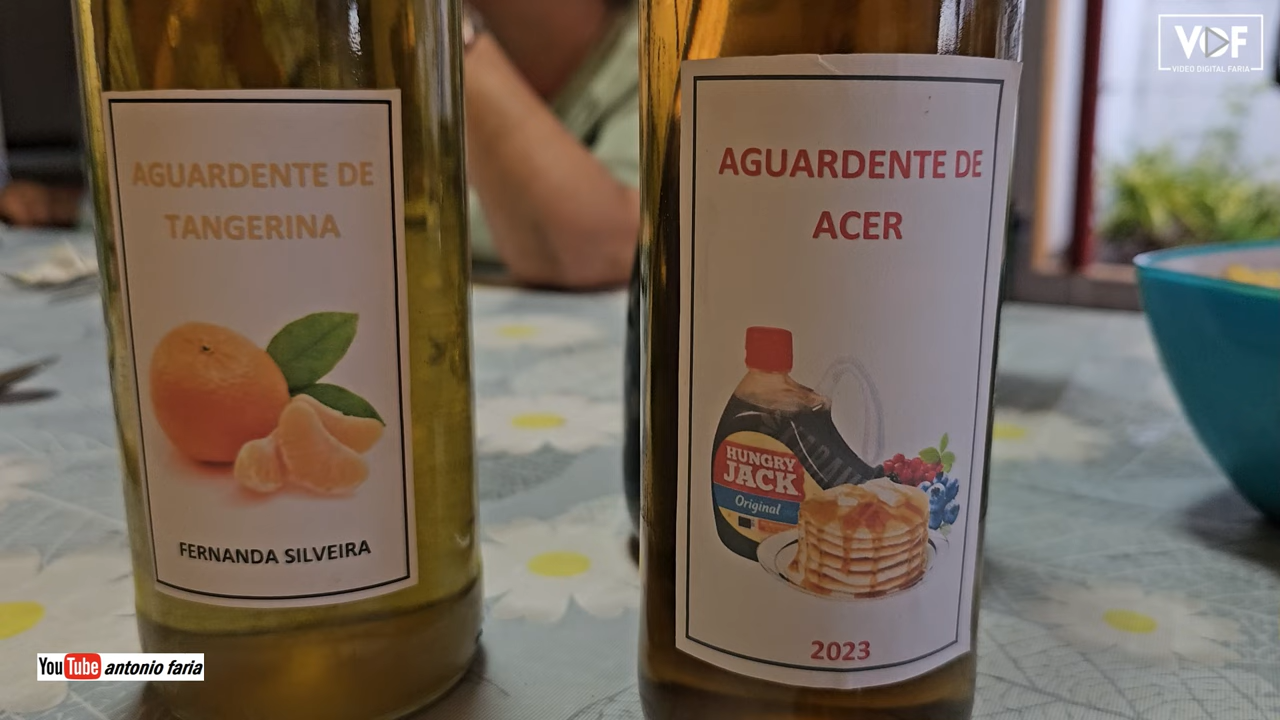 VDF
VIDEO DIGITAL FARIA
AGUARDENTE DE
TANGERINA
FERNANDA SILVEIRA
AGUARDENTE DE
ACER
HUNGRY
JACK
Original
2023
YouTube antonio faria